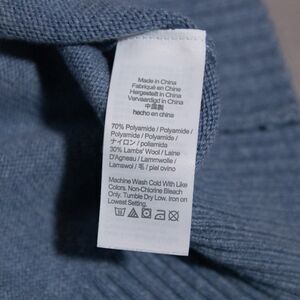 Made in China
Fabriqué en Chine
Hergestellt in China
Vervaardigd in China
中国製
hecho en china
70% Polyamide / Polyamide /
Polyamide / Polyamide /
ナイロン / poliamida
30% Lambs' Wool / Laine
D'Agneau / Lammwolle /
Lamswol / 毛 / piel ovino
Machine Wash Cold With Like
Colors. Non-Chlorine Bleach
Only. Tumble Dry Low. Iron on
Lowest Setting.